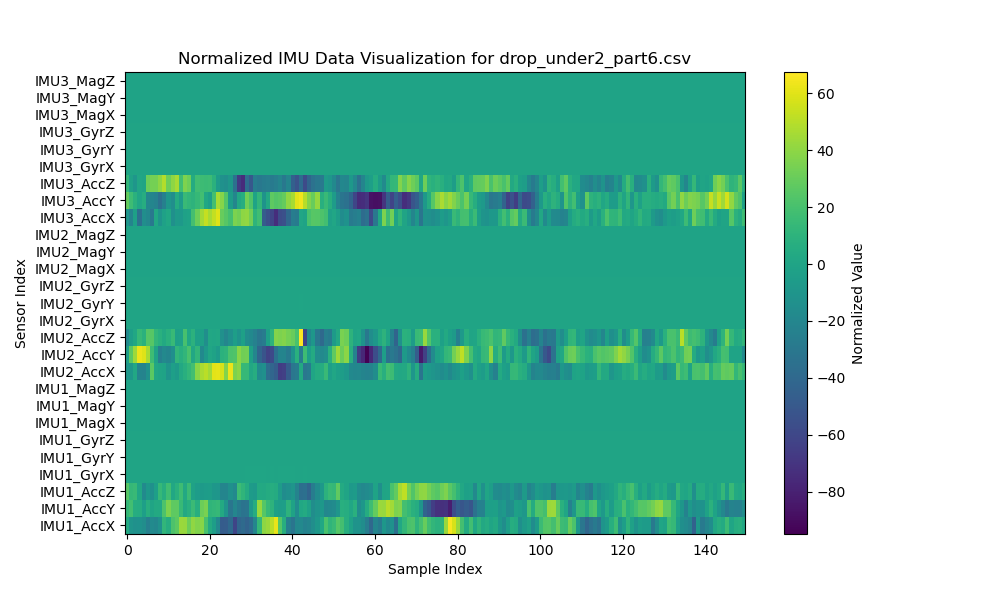 Normalized IMU Data Visualization for drop_under2_part6.csv
Sensor Index
IMU3_MagZ
IMU3_MagY
IMU3_MagX
IMU3_GyrZ
IMU3_GyrY
IMU3_GyrX
IMU3_AccZ
IMU3_AccY
IMU3_AccX
IMU2_MagZ
IMU2_MagY
IMU2_MagX
IMU2_GyrZ
IMU2_GyrY
IMU2_GyrX
IMU2_AccZ
IMU2_AccY
IMU2_AccX
IMU1_MagZ
IMU1_MagY
IMU1_MagX
IMU1_GyrZ
IMU1_GyrY
IMU1_GyrX
IMU1_AccZ
IMU1_AccY
IMU1_AccX
0 20 40 60 80 100 120 140
Sample Index
60
40
20
0
−20
−40
−60
−80
Normalized Value